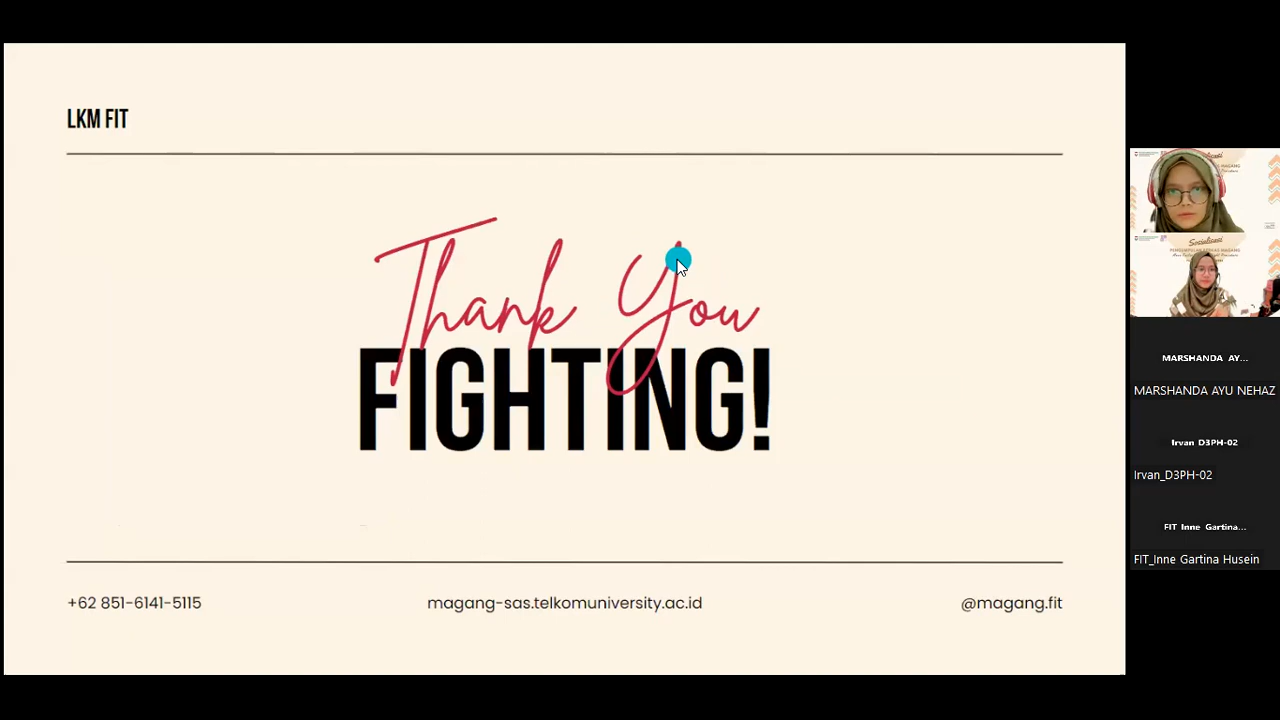 LKM FIT
Thank You
FIGHTING!
+62 851-6141-5115
magang-sas.telkomuniversity.ac.id
@magang.fit
Sosialisasi
MARSHANDA AY...
MARSHANDA AYU NEHAZ
Irvan D3PH-02
Irvan_D3PH-02
FIT Inne Gartina...
FIT_Inne Gartina Husein